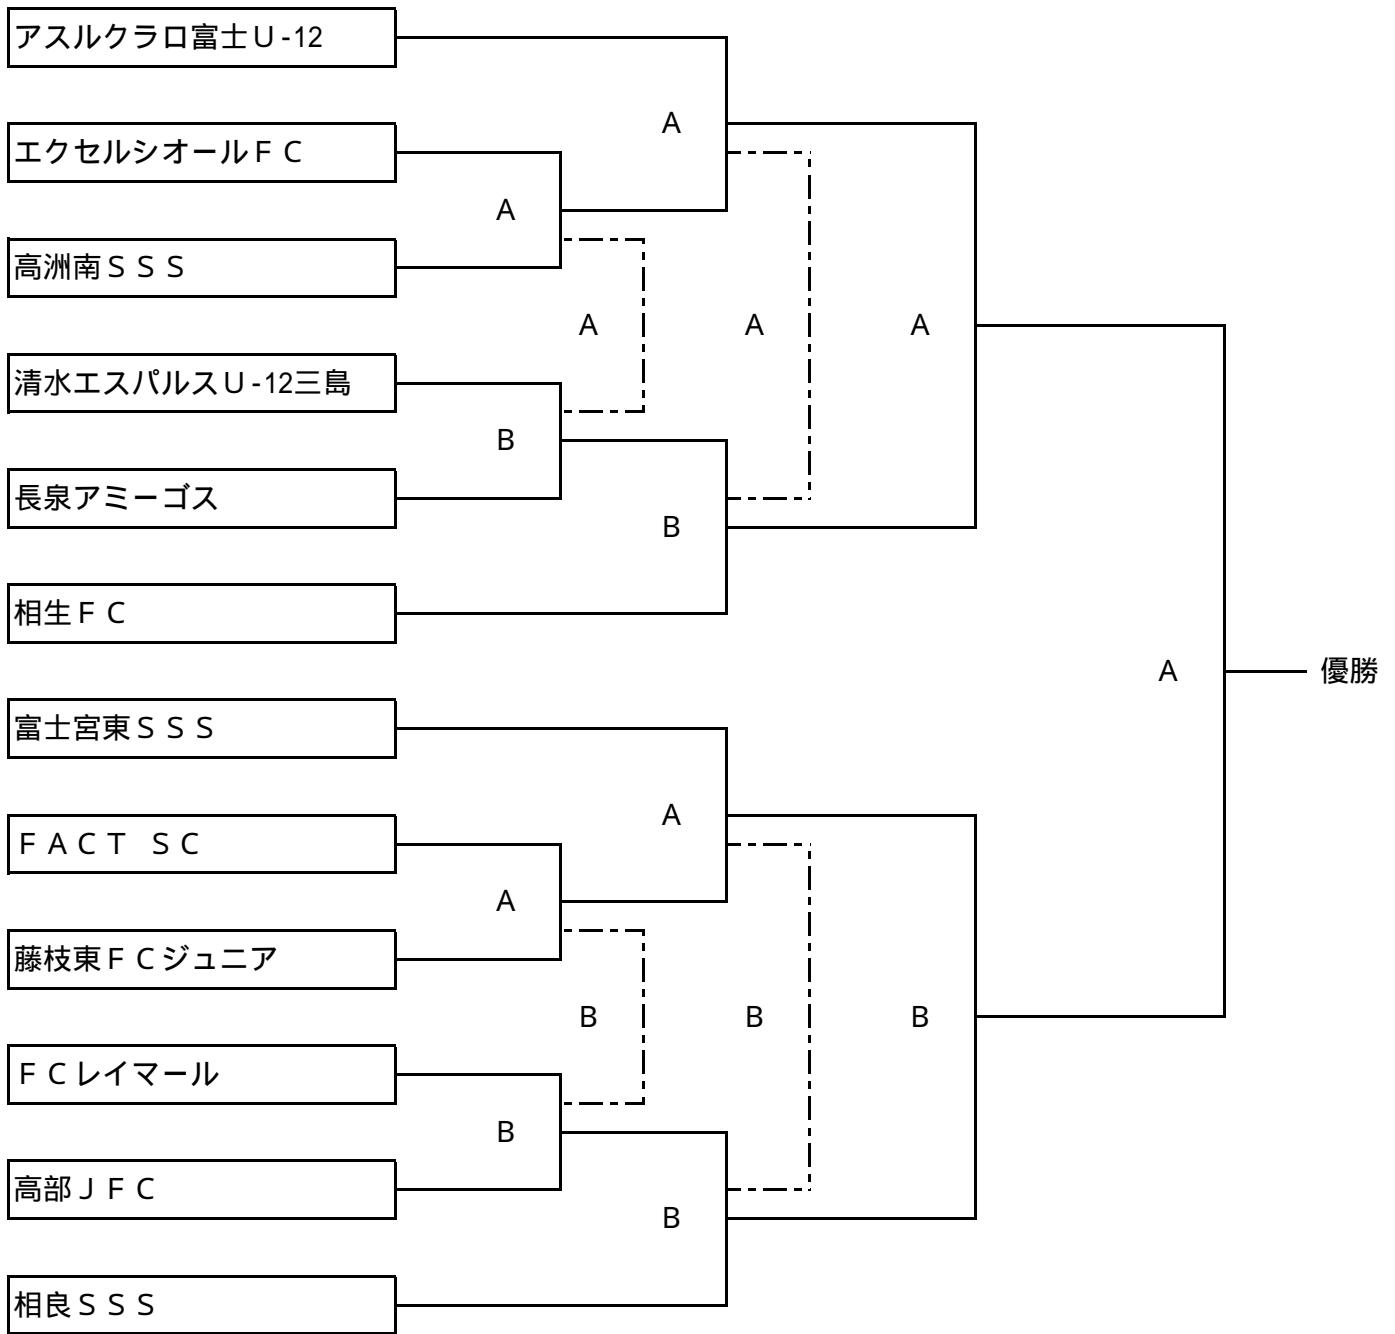 アスルクラロ富士Ｕ-12
A
エクセルシオールＦＣ
A
高洲南ＳＳＳ
A A A
清水エスパルスＵ-12三島
B
長泉アミーゴス
B
相生ＦＣ
A 優勝
富士宮東ＳＳＳ
A
ＦＡＣＴ ＳＣ
A
藤枝東ＦＣジュニア
B B B
ＦＣレイマール
B
高部ＪＦＣ
B
相良ＳＳＳ